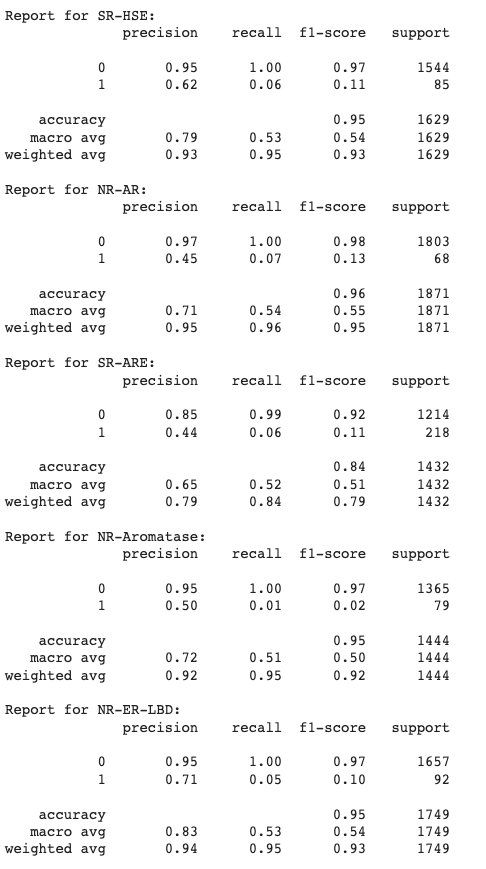 Report for SR-HSE:
precision recall f1-score support
0 0.95 1.00 0.97 1544
1 0.62 0.06 0.11 85
accuracy 0.95 1629
macro avg 0.79 0.53 0.54 1629
weighted avg 0.93 0.95 0.93 1629
Report for NR-AR:
precision recall f1-score support
0 0.97 1.00 0.98 1803
1 0.45 0.07 0.13 68
accuracy 0.96 1871
macro avg 0.71 0.54 0.55 1871
weighted avg 0.95 0.96 0.95 1871
Report for SR-ARE:
precision recall f1-score support
0 0.85 0.99 0.92 1214
1 0.44 0.06 0.11 218
accuracy 0.84 1432
macro avg 0.65 0.52 0.51 1432
weighted avg 0.79 0.84 0.79 1432
Report for NR-Aromatase:
precision recall f1-score support
0 0.95 1.00 0.97 1365
1 0.50 0.01 0.02 79
accuracy 0.95 1444
macro avg 0.72 0.51 0.50 1444
weighted avg 0.92 0.95 0.92 1444
Report for NR-ER-LBD:
precision recall f1-score support
0 0.95 1.00 0.97 1657
1 0.71 0.05 0.10 92
accuracy 0.95 1749
macro avg 0.83 0.53 0.54 1749
weighted avg 0.94 0.95 0.93 1749